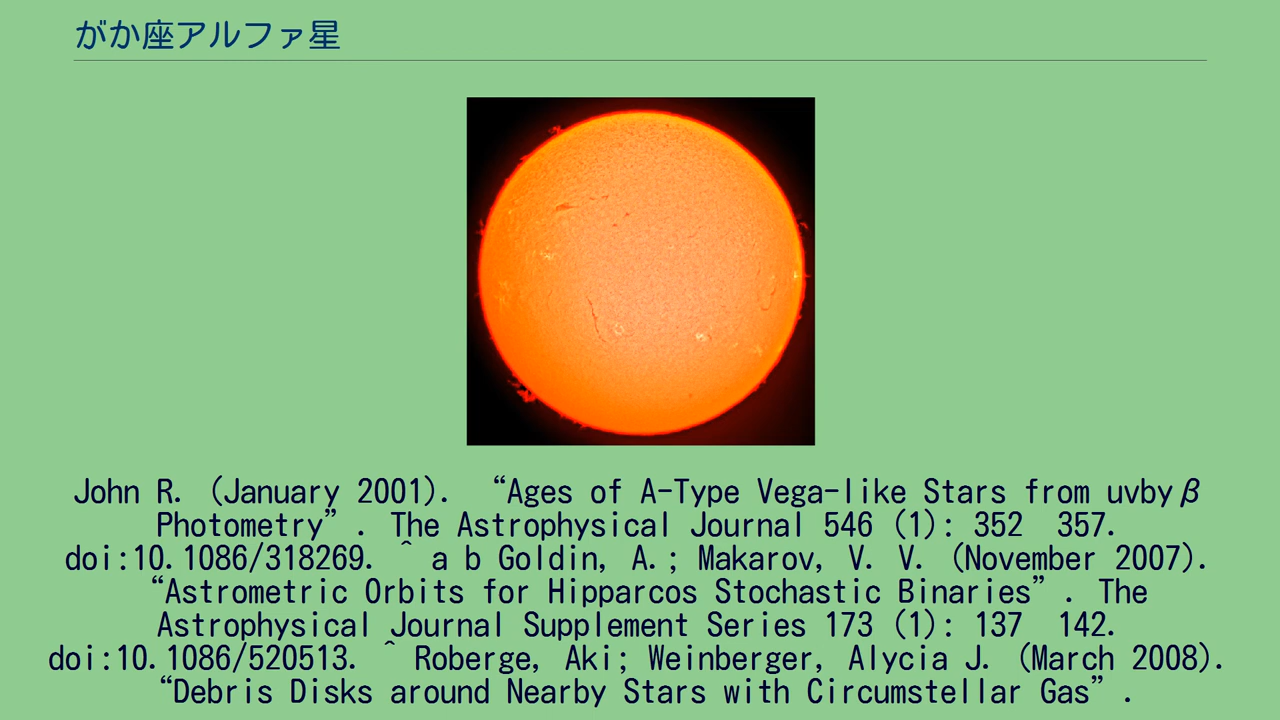 がか座アルファ星
John R. (January 2001). “Ages of A-Type Vega-like Stars from uvbyβ
Photometry”. The Astrophysical Journal 546 (1): 352 357.
doi:10.1086/318269. ^ a b Goldin, A.; Makarov, V. V. (November 2007).
“Astrometric Orbits for Hipparcos Stochastic Binaries”. The
Astrophysical Journal Supplement Series 173 (1): 137 142.
doi:10.1086/520513. ^ Roberge, Aki; Weinberger, Alycia J. (March 2008).
“Debris Disks around Nearby Stars with Circumstellar Gas”.